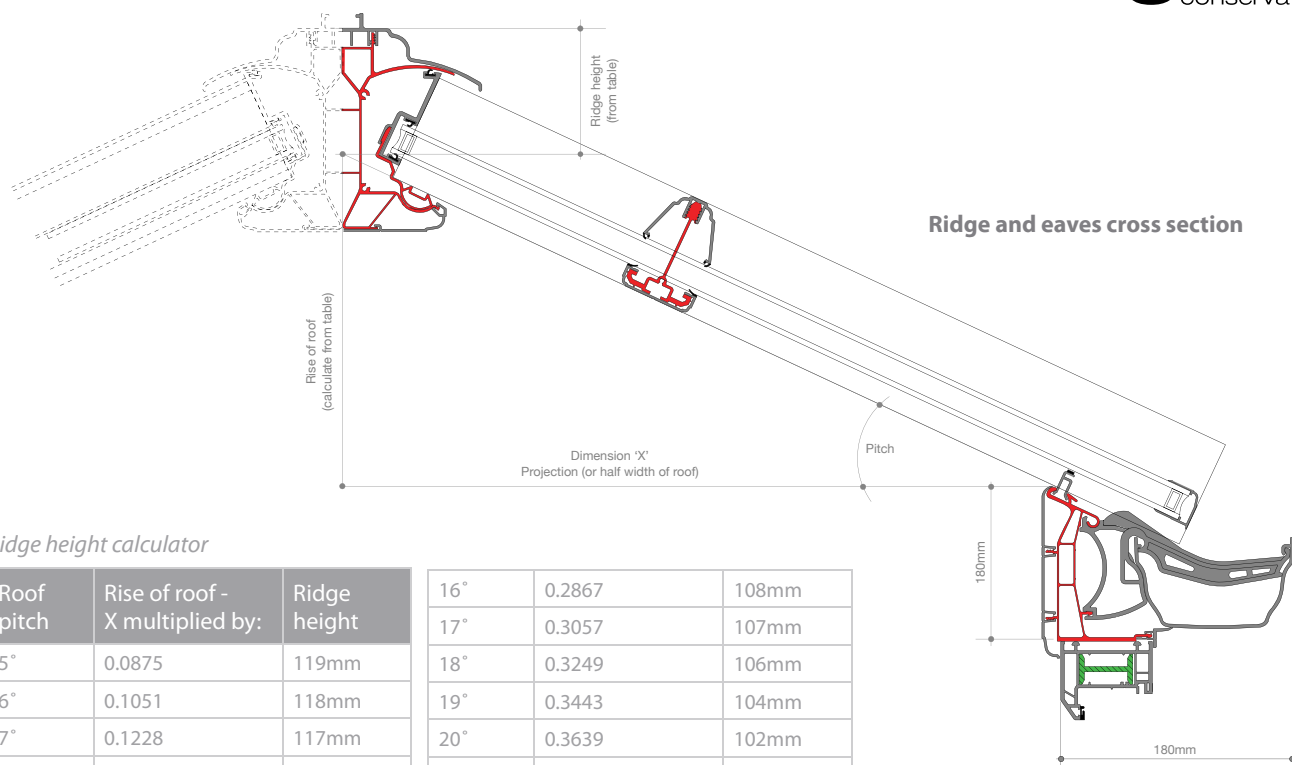 Ridge height
(from table)
Ridge and eaves cross section
Rise of roof
(calculate from table)
Pitch
Dimension 'X'
Projection (or half width of roof)
180mm
idge height calculator
Roof pitch
Rise of roof -
X multiplied by:
Ridge height
5° 0.0875 119mm
6° 0.1051 118mm
7° 0.1228 117mm
16° 0.2867 108mm
17° 0.3057 107mm
18° 0.3249 106mm
19° 0.3443 104mm
20° 0.3639 102mm
180mm